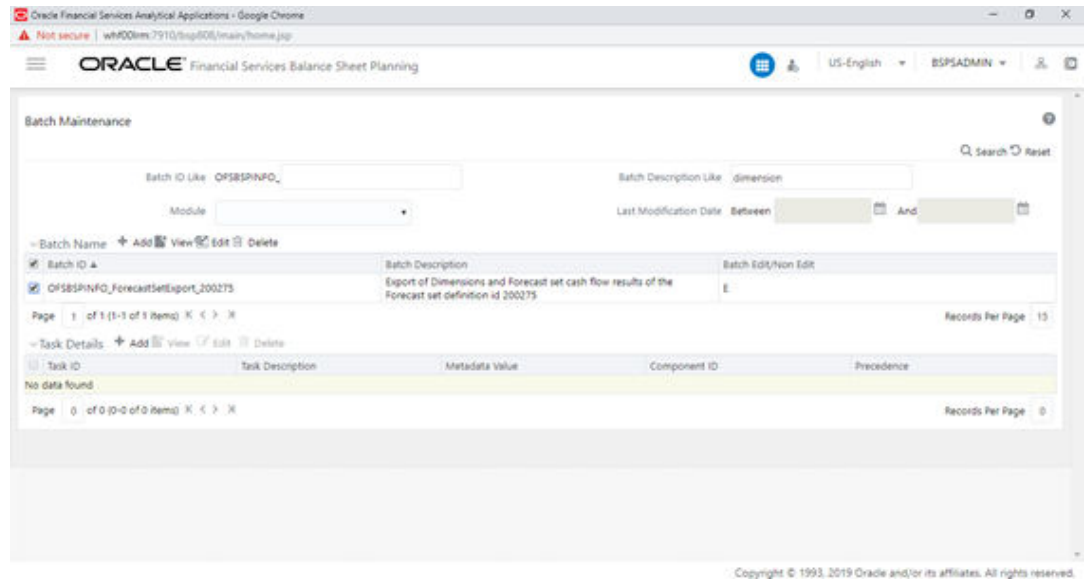 Oracle Financial Services Analytical Applications - Google Chrome
Not secure | whf00lrm:7910/bsp808/main/home.jsp
ORACLE Financial Services Balance Sheet Planning US-English BSPSADMIN
Batch Maintenance
Search Reset
Batch ID Like OFSBSPINFO_ Batch Description Like dimension
Module Last Modification Date Between And
Batch Name Add View Edit Delete
Batch ID Batch Description Batch Edit/Non Edit
OFSBSPINFO_ForecastSetExport_200275 Export of Dimensions and Forecast set cash flow results of the E
Forecast set definition id 200275
Page 1 of 1 (1-1 of 1 items) Records Per Page 15
Task Details Add View Edit Delete
Task ID Task Description Metadata Value Component ID Precedence
No data found
Page 0 of 0 (0-0 of 0 items) Records Per Page 0
Copyright © 1993, 2019 Oracle and/or its affiliates. All rights reserved.